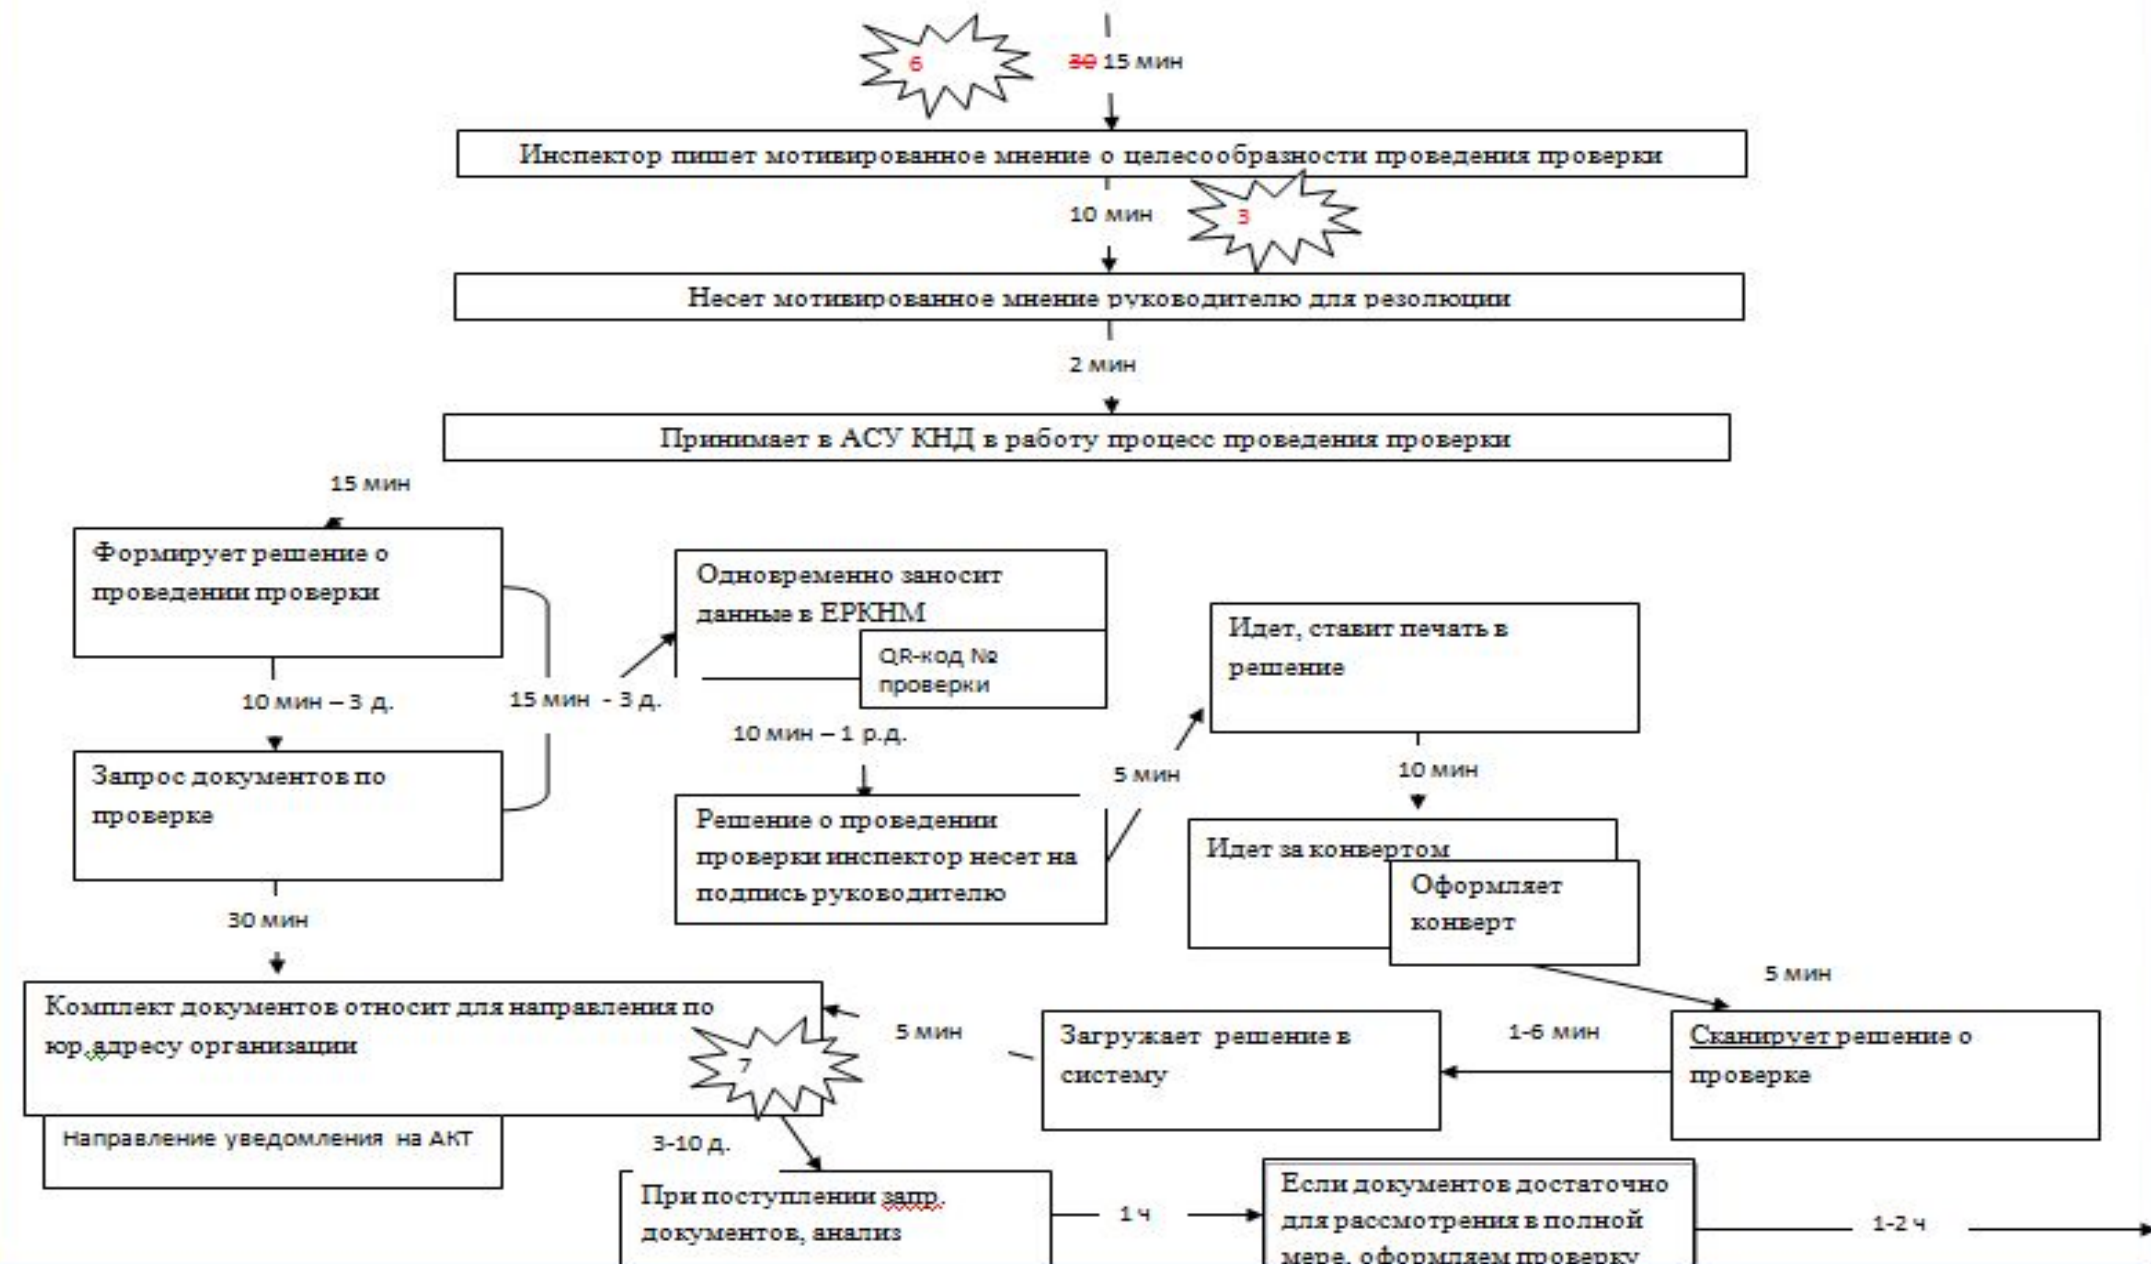 6
30 15 мин
Инспектор пишет мотивированное мнение о целесообразности проведения проверки
10 мин
3
Несет мотивированное мнение руководителю для резолюции
2 мин
Принимает в АСУ КНД в работу процесс проведения проверки
15 мин
Формирует решение о
проведении проверки
10 мин – 3 д.
Запрос документов по
проверке
30 мин
15 мин - 3 д.
Одновременно заносит
данные в ЕРКНМ
QR-код №
проверки
10 мин – 1 р.д.
Решение о проведении
проверки инспектор несет на
подпись руководителю
5 мин
Идет, ставит печать в
решение
10 мин
Идет за конвертом
Оформляет
конверт
5 мин
Сканирует решение о
проверке
1-6 мин
Загружает решение в
систему
5 мин
Комплект документов относит для направления по
юр.адресу организации
7
Направление уведомления на АКТ
3-10 д.
При поступлении запр.
документов, анализ
1 ч
Если документов достаточно
для рассмотрения в полной
мере, оформляем проверку
1-2 ч